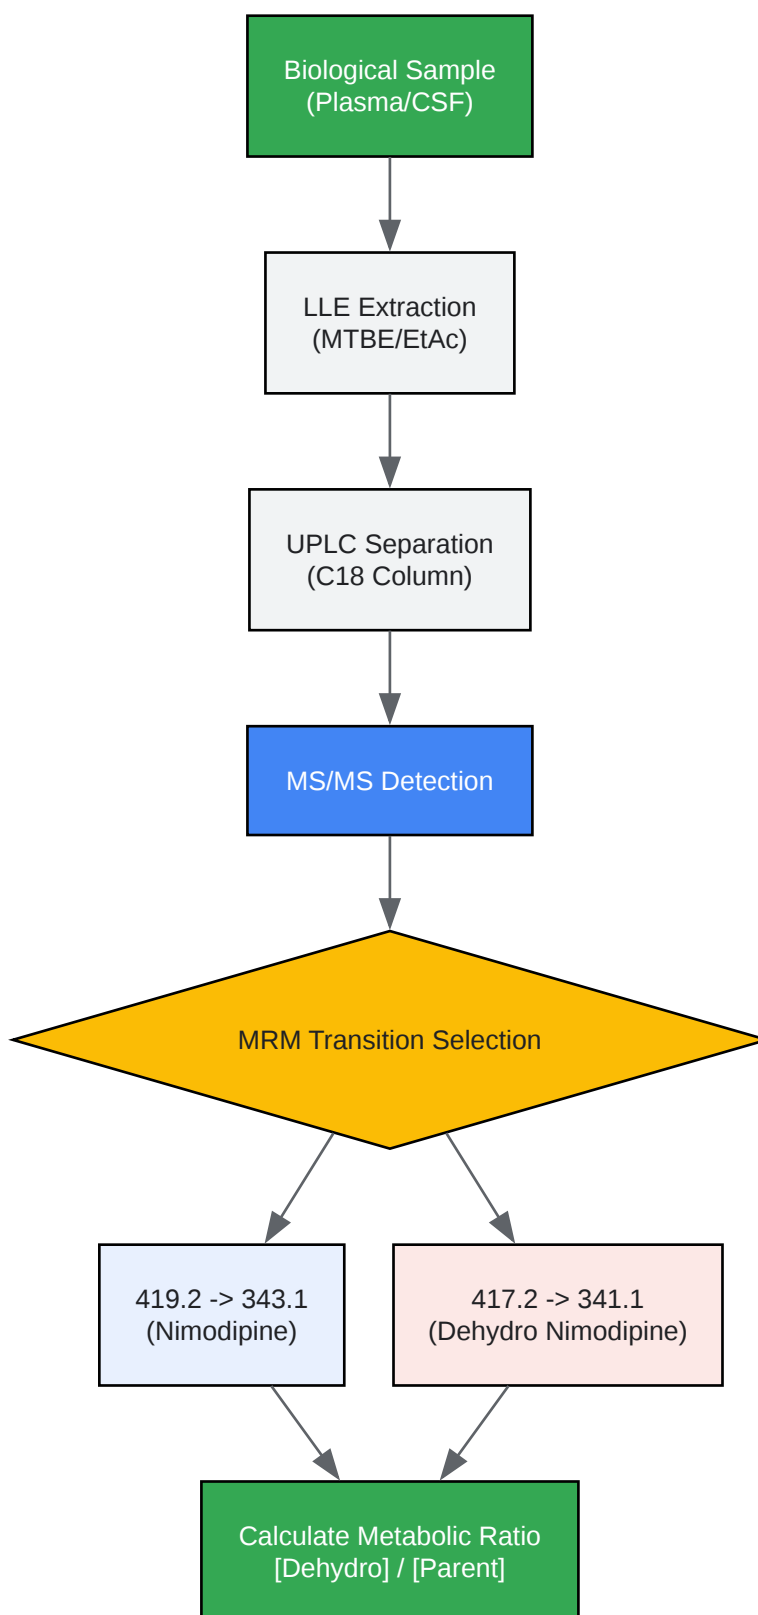 Biological Sample
(Plasma/CSF)
LLE Extraction
(MTBE/EtAc)
UPLC Separation
(C18 Column)
MS/MS Detection
MRM Transition Selection
419.2 -> 343.1
(Nimodipine)
417.2 -> 341.1
(Dehydro Nimodipine)
Calculate Metabolic Ratio
[Dehydro] / [Parent]